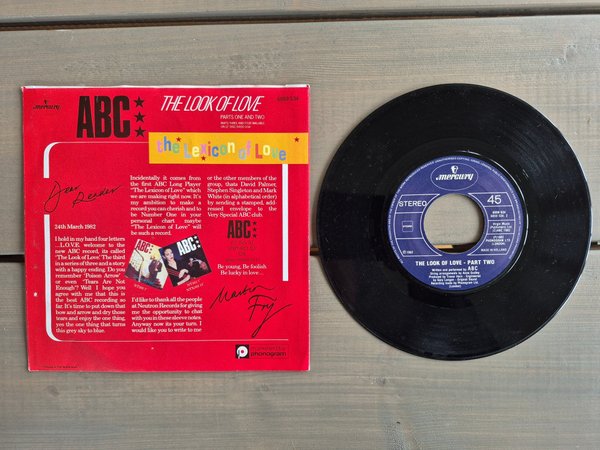 mercury
ABC
THE LOOK OF LOVE
PARTS ONE AND TWO
the Lexicon of Love
Dear Reader
24th March 1982
I hold in my hand four letters
...L.O.V.E. welcome to the
new ABC record, its called
'The Look of Love'. The third
in a series of three and a story
with a happy ending. Do you
remember "Poison Arrow"
or even "Tears Are Not
Enough"? Well I hope you
agree with me that this is
the best ABC recording so
far. It's time to put down that
bow and arrow and dry those
tears and enjoy the one thing,
yes the one thing that turns
this grey sky to blue.
Incidentally it comes from
the first ABC Long Player
"The Lexicon of Love" which
we are making right now. It's
my ambition to make a
record you can cherish and to
be Number One in your
personal chart maybe
"The Lexicon of Love" will
be such a record.
ABC
ABC
I'd like to thank all the people
at Neutron Records for giving
me the opportunity to chat
with you in these sleeve notes.
Anyway now its your turn. I
would like you to write to me
or the other members of the
group, thats David Palmer,
Stephen Singleton and Mark
White (in alphabetical order)
by sending a stamped, addressed
envelope to the
Very Special ABC club.
ABC
Be young, Be foolish.
Be lucky in love...
Martin Fry
phonogram
mercury
STEREO
45
MADE IN HOLLAND
THE LOOK OF LOVE - PART TWO
Written and performed by ABC